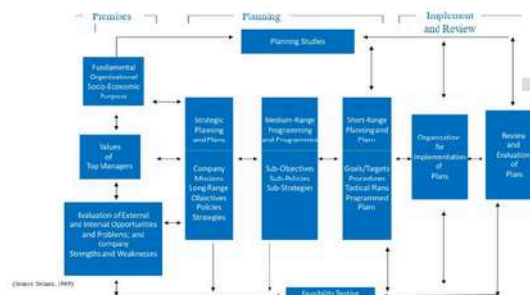 Premises
Planning
Implement
and Review
Planning Studies
Fundamental
Organisational
Socio-Economic
Purpose
Values
of
Top Managers
Evaluation of External
and Internal Opportunities
and Problems; and
Company
Strengths and Weaknesses
Strategic
Planning
and Plans
Company
Missions
Long-Range
Objectives
Policies
Strategies
Medium-Range
Programming
and Programme
Sub-Objectives
Sub-Policies
Sub-Strategies
Short-Range
Planning and
Plans
Goals/Targets
Procedures
Tactical Plans
Programmed
Plans
Organization
for
Implementation
of
Plans
Review
and
Evaluation
of
Plans
Feasibility Testing